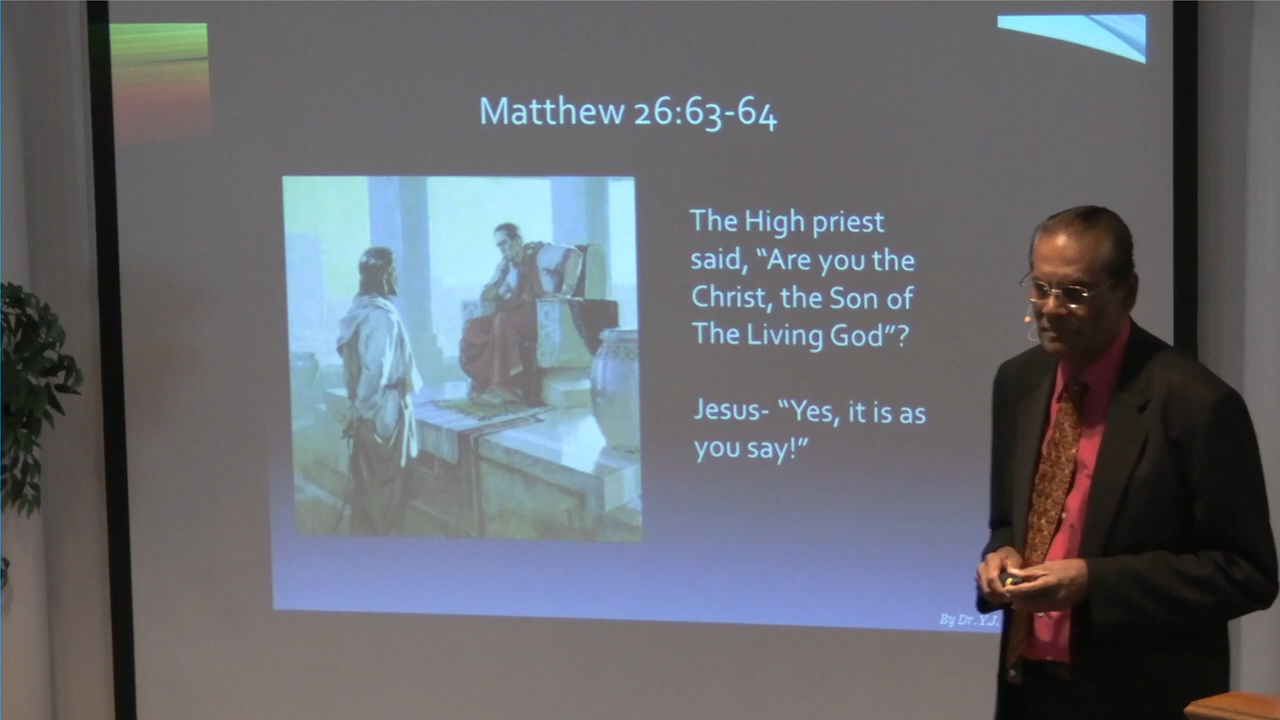 Matthew 26:63-64
The High priest
said, “Are you the
Christ, the Son of
The Living God”?
Jesus- “Yes, it is as
you say!”
By Dr.Y.J.